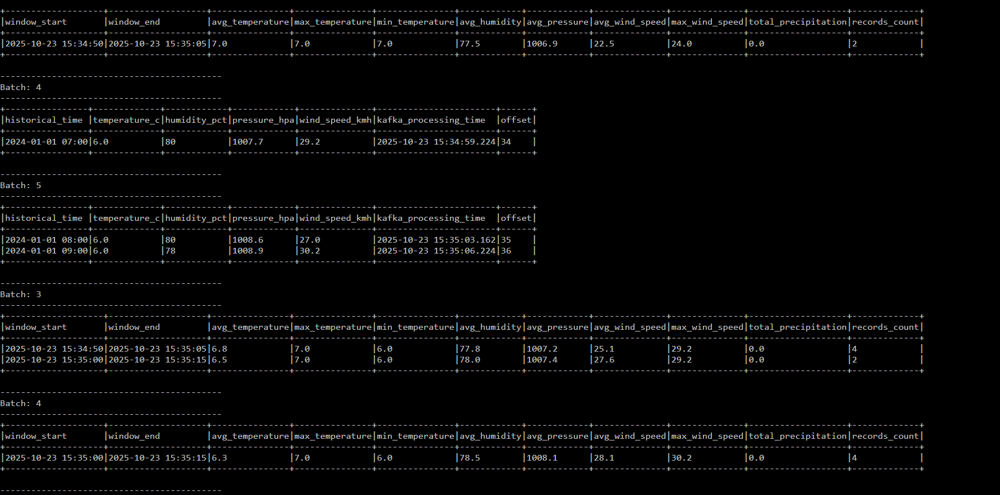 +-------------------+-------------------+---------------+---------------+---------------+------------+------------+--------------+--------------+-------------------+-------------+
|window_start       |window_end         |avg_temperature|max_temperature|min_temperature|avg_humidity|avg_pressure|avg_wind_speed|max_wind_speed|total_precipitation|records_count|
+-------------------+-------------------+---------------+---------------+---------------+------------+------------+--------------+--------------+-------------------+-------------+
|2025-10-23 15:34:50|2025-10-23 15:35:05|7.0            |7.0            |7.0            |77.5        |1006.9      |22.5          |24.0          |0.0                |2            |
+-------------------+-------------------+---------------+---------------+---------------+------------+------------+--------------+--------------+-------------------+-------------+

-------------------------------------------
Batch: 4
-------------------------------------------
+----------------+-------------+------------+------------+--------------+-----------------------+------+
|historical_time |temperature_c|humidity_pct|pressure_hpa|wind_speed_kmh|kafka_processing_time  |offset|
+----------------+-------------+------------+------------+--------------+-----------------------+------+
|2024-01-01 07:00|6.0          |80          |1007.7      |29.2          |2025-10-23 15:34:59.224|34    |
+----------------+-------------+------------+------------+--------------+-----------------------+------+

-------------------------------------------
Batch: 5
-------------------------------------------
+----------------+-------------+------------+------------+--------------+-----------------------+------+
|historical_time |temperature_c|humidity_pct|pressure_hpa|wind_speed_kmh|kafka_processing_time  |offset|
+----------------+-------------+------------+------------+--------------+-----------------------+------+
|2024-01-01 08:00|6.0          |80          |1008.6      |27.0          |2025-10-23 15:35:03.162|35    |
|2024-01-01 09:00|6.0          |78          |1008.9      |30.2          |2025-10-23 15:35:06.224|36    |
+----------------+-------------+------------+------------+--------------+-----------------------+------+

-------------------------------------------
Batch: 3
-------------------------------------------
+-------------------+-------------------+---------------+---------------+---------------+------------+------------+--------------+--------------+-------------------+-------------+
|window_start       |window_end         |avg_temperature|max_temperature|min_temperature|avg_humidity|avg_pressure|avg_wind_speed|max_wind_speed|total_precipitation|records_count|
+-------------------+-------------------+---------------+---------------+---------------+------------+------------+--------------+--------------+-------------------+-------------+
|2025-10-23 15:34:50|2025-10-23 15:35:05|6.8            |7.0            |6.0            |77.8        |1007.2      |25.1          |29.2          |0.0                |4            |
|2025-10-23 15:35:00|2025-10-23 15:35:15|6.5            |7.0            |6.0            |78.0        |1007.4      |27.6          |29.2          |0.0                |2            |
+-------------------+-------------------+---------------+---------------+---------------+------------+------------+--------------+--------------+-------------------+-------------+

-------------------------------------------
Batch: 4
-------------------------------------------
+-------------------+-------------------+---------------+---------------+---------------+------------+------------+--------------+--------------+-------------------+-------------+
|window_start       |window_end         |avg_temperature|max_temperature|min_temperature|avg_humidity|avg_pressure|avg_wind_speed|max_wind_speed|total_precipitation|records_count|
+-------------------+-------------------+---------------+---------------+---------------+------------+------------+--------------+--------------+-------------------+-------------+
|2025-10-23 15:35:00|2025-10-23 15:35:15|6.3            |7.0            |6.0            |78.5        |1008.1      |28.1          |30.2          |0.0                |4            |
+-------------------+-------------------+---------------+---------------+---------------+------------+------------+--------------+--------------+-------------------+-------------+

-------------------------------------------